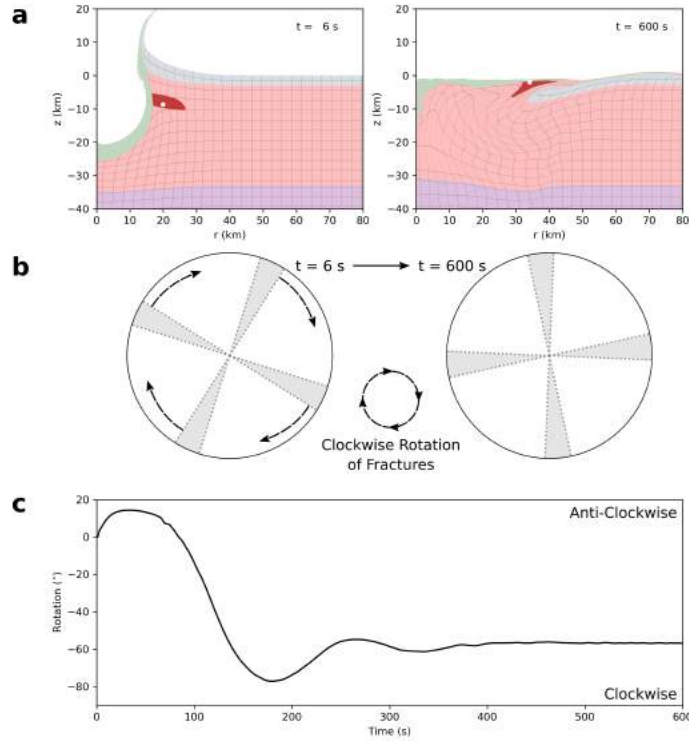 a
t = 6 s
t = 600 s
20
10
0
−10
−20
−30
−40
z (km)
0 10 20 30 40 50 60 70 80
r (km)
20
10
0
−10
−20
−30
−40
z (km)
0 10 20 30 40 50 60 70 80
r (km)
b
t = 6 s
t = 600 s
Clockwise Rotation
of Fractures
c
20
0
−20
−40
−60
−80
Rotation (°)
Anti-Clockwise
Clockwise
0 100 200 300 400 500 600
Time (s)